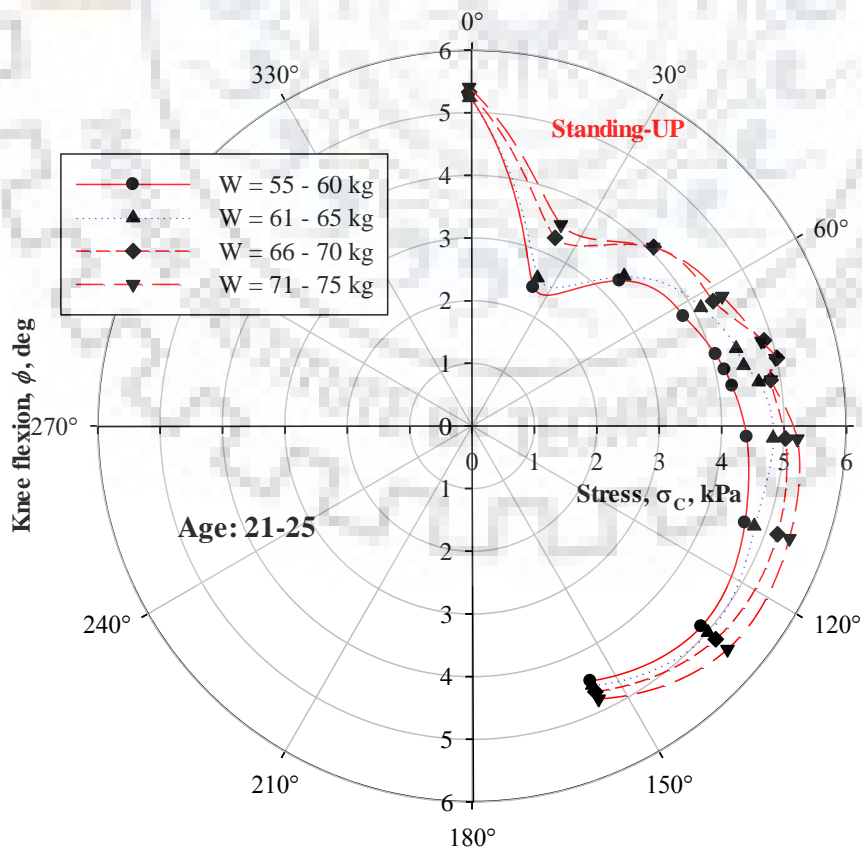 0°
6
330°
30°
5
Standing-UP
W = 55 - 60 kg
4
W = 61 - 65 kg
3
60°
W = 66 - 70 kg
W = 71 - 75 kg
2
1
Knee flexion, ϕ, deg
270°
0
0 1 2 3 4 5 6
1
Stress, σC, kPa
Age: 21-25
2
240°
3
120°
4
5
210°
150°
6
180°